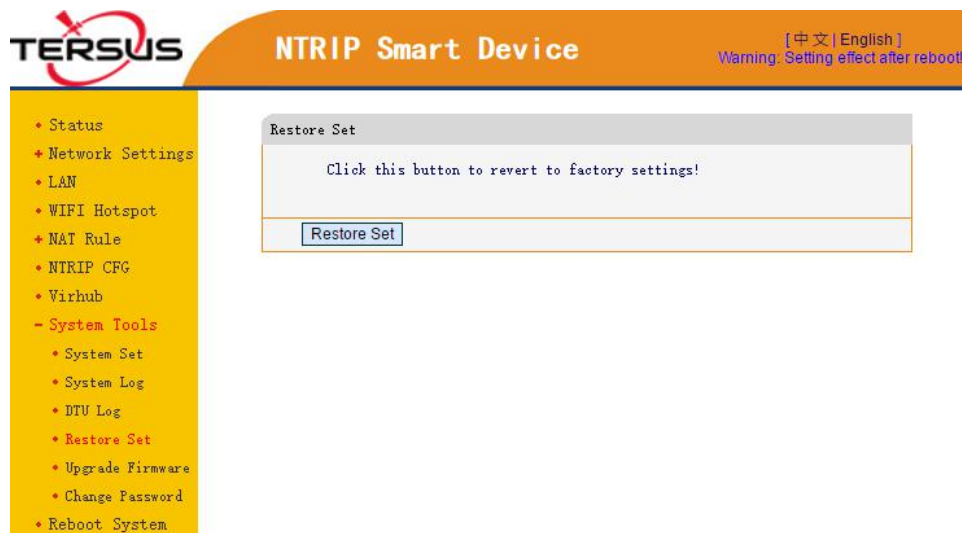 TERSUS
NTRIP Smart Device
[ 中文 | English ]
Warning: Setting effect after reboot!
Status
Network Settings
LAN
WIFI Hotspot
NAT Rule
NTRIP CFG
Virhub
System Tools
System Set
System Log
DTU Log
Restore Set
Upgrade Firmware
Change Password
Reboot System
Restore Set
Click this button to revert to factory settings!
Restore Set